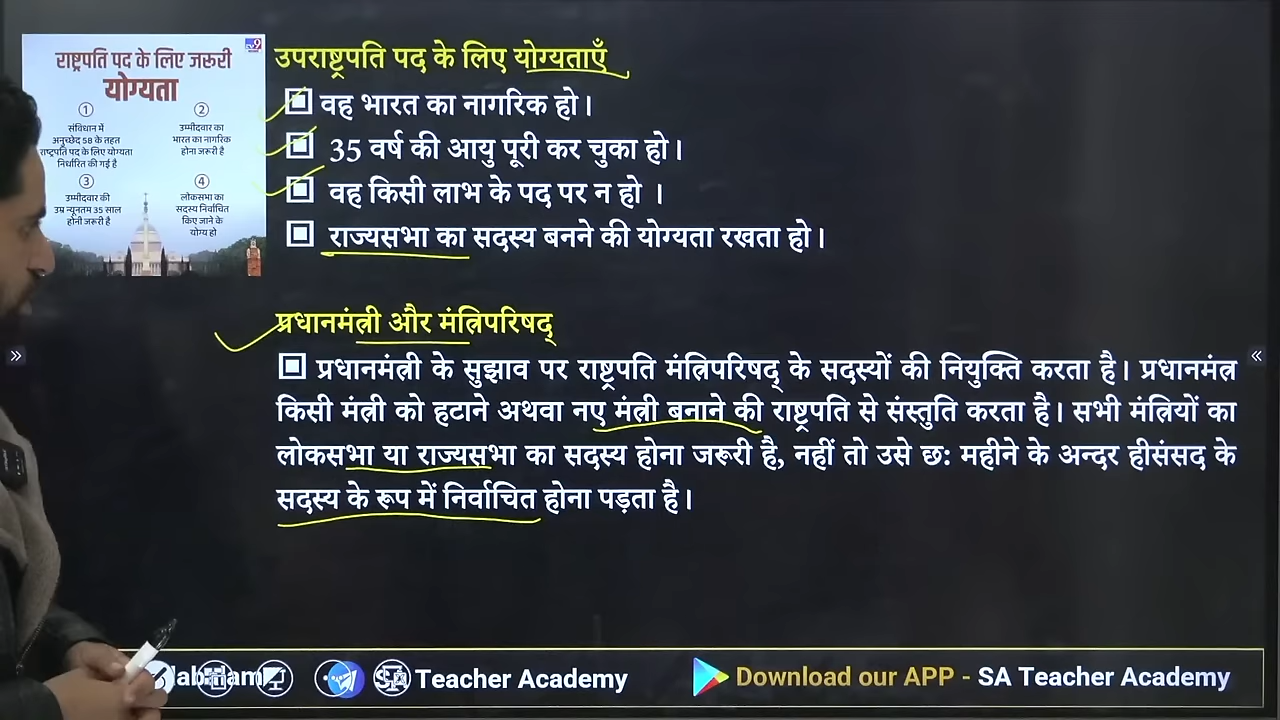 TV9
राष्ट्रपति पद के लिए जरूरी
योग्यता
1
संविधान में
अनुच्छेद 58 के तहत
राष्ट्रपति पद के लिए योग्यता
निर्धारित की गई है
2
उम्मीदवार का
भारत का नागरिक
होना जरूरी है
3
उम्मीदवार की
उम्र न्यूनतम 35 साल
होनी जरूरी है
4
लोकसभा का
सदस्य निर्वाचित
किए जाने के
योग्य हो
उपराष्ट्रपति पद के लिए योग्यताएँ
वह भारत का नागरिक हो।
35 वर्ष की आयु पूरी कर चुका हो।
वह किसी लाभ के पद पर न हो ।
राज्यसभा का सदस्य बनने की योग्यता रखता हो।
प्रधानमंत्री और मंत्रिपरिषद्
प्रधानमंत्री के सुझाव पर राष्ट्रपति मंत्रिपरिषद् के सदस्यों की नियुक्ति करता है। प्रधानमंत्र
किसी मंत्री को हटाने अथवा नए मंत्री बनाने की राष्ट्रपति से संस्तुति करता है। सभी मंत्रियों का
लोकसभा या राज्यसभा का सदस्य होना जरूरी है, नहीं तो उसे छ: महीने के अन्दर हीसंसद के
सदस्य के रूप में निर्वाचित होना पड़ता है।
Teacher Academy
Download our APP - SA Teacher Academy